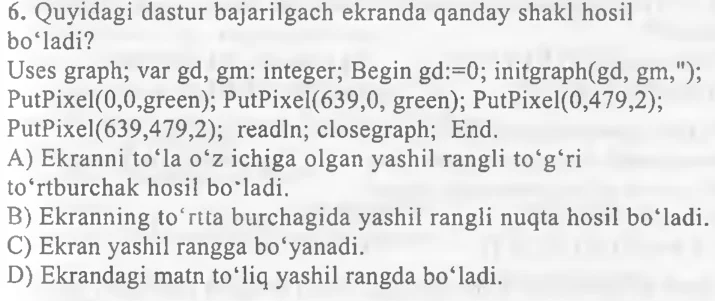 6. Quyidagi dastur bajarilgach ekranda qanday shakl hosil
bo‘ladi?
Uses graph; var gd, gm: integer; Begin gd:=0; initgraph(gd, gm,'');
PutPixel(0,0,green); PutPixel(639,0, green); PutPixel(0,479,2);
PutPixel(639,479,2); readln; closegraph; End.
A) Ekranni to‘la o‘z ichiga olgan yashil rangli to‘g‘ri
to‘rtburchak hosil bo‘ladi.
B) Ekranning to‘rtta burchagida yashil rangli nuqta hosil bo‘ladi.
C) Ekran yashil rangga bo‘yanadi.
D) Ekrandagi matn to‘liq yashil rangda bo‘ladi.